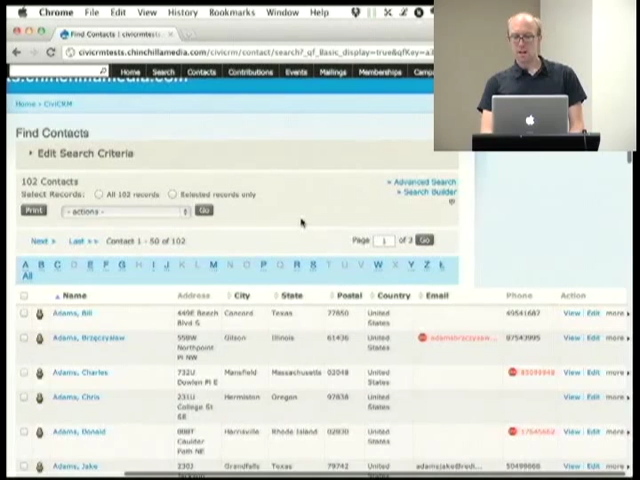 Chrome File Edit View History Bookmarks Window Help
Find Contacts | civicrmtests.c
civicrmtests.chinchillamedia.com/civicrm/contact/search?_qf_Basic_display=true&qfKey=a
Home Search Contacts Contributions Events Mailings Memberships Camp
Home > CiviCRM
Find Contacts
Edit Search Criteria
102 Contacts
» Advanced Search
Select Records: All 102 records Selected records only
» Search Builder
Print - actions - Go
Next > Last >> Contact 1 - 50 of 102 Page 1 of 3 Go
A B C D E F G H I J K L M N O P Q R S T U V W X Y Z
All
Name Address City State Postal Country Email Phone Action
Adams, Bill 449E Beech Blvd S Concord Texas 77850 United States View Edit more
Adams, Brzęczysław 559W Northpoint Pl NW Gilson Illinois 61436 United States View Edit more
Adams, Charles 732U Dowlen Pl E Mansfield Massachusetts 02048 United States View Edit more
Adams, Chris 231U College St SE Hermiston Oregon 97838 United States View Edit more
Adams, Donald Caulder Path NE Harrisville Rhode Island 02830 United States View Edit more
Adams, Jake 230J Grandfalls Texas 79742 United View Edit more